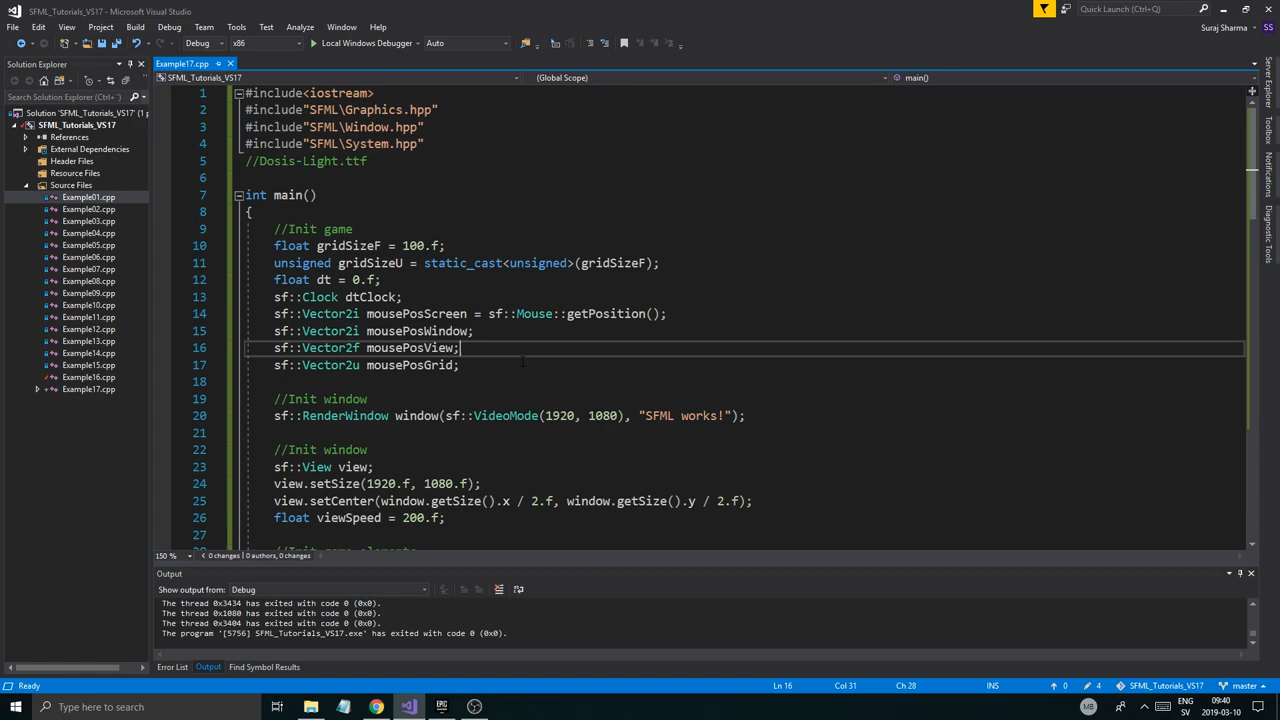 SFML_Tutorials_VS17 - Microsoft Visual Studio
Quick Launch (Ctrl+Q)
File Edit View Project Build Debug Team Tools Test Analyze Window Help
Suraj Sharma SS
Debug x86 Local Windows Debugger Auto
Solution Explorer
Example17.cpp
SFML_Tutorials_VS17 (Global Scope) main()
Search Solution Explorer (Ctrl+
Solution 'SFML_Tutorials_VS17' (1 p
SFML_Tutorials_VS17
References
External Dependencies
Header Files
Resource Files
Source Files
Example01.cpp
Example02.cpp
Example03.cpp
Example04.cpp
Example05.cpp
Example06.cpp
Example07.cpp
Example08.cpp
Example09.cpp
Example10.cpp
Example11.cpp
Example12.cpp
Example13.cpp
Example14.cpp
Example15.cpp
Example16.cpp
Example17.cpp
1 #include<iostream>
2 #include"SFML\Graphics.hpp"
3 #include"SFML\Window.hpp"
4 #include"SFML\System.hpp"
5 //Dosis-Light.ttf
6
7 int main()
8 {
9 //Init game
10 float gridSizeF = 100.f;
11 unsigned gridSizeU = static_cast<unsigned>(gridSizeF);
12 float dt = 0.f;
13 sf::Clock dtClock;
14 sf::Vector2i mousePosScreen = sf::Mouse::getPosition();
15 sf::Vector2i mousePosWindow;
16 sf::Vector2f mousePosView;
17 sf::Vector2u mousePosGrid;
18
19 //Init window
20 sf::RenderWindow window(sf::VideoMode(1920, 1080), "SFML works!");
21
22 //Init window
23 sf::View view;
24 view.setSize(1920.f, 1080.f);
25 view.setCenter(window.getSize().x / 2.f, window.getSize().y / 2.f);
26 float viewSpeed = 200.f;
27
28 //Init game elements
Server Explorer
Toolbox
Notifications
Diagnostic Tools
150 % 0 changes | 0 authors, 0 changes
Output
Show output from: Debug
The thread 0x3434 has exited with code 0 (0x0).
The thread 0x1080 has exited with code 0 (0x0).
The thread 0x3404 has exited with code 0 (0x0).
The program '[5756] SFML_Tutorials_VS17.exe' has exited with code 0 (0x0).
Error List Output Find Symbol Results
Ready Ln 16 Col 31 Ch 28 INS 0 4 SFML_Tutorials_VS17 master
Type here to search
EPIC
MB
ENG
SV
09:40
2019-03-10